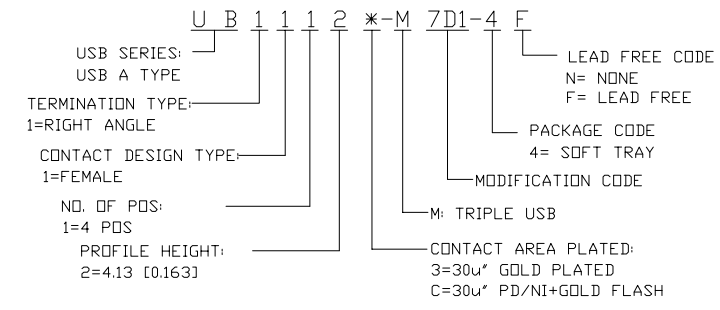 U B 1 1 1 2 *-M 7D1-4 F
USB SERIES:
USB A TYPE
TERMINATION TYPE:
1=RIGHT ANGLE
CONTACT DESIGN TYPE:
1=FEMALE
NO. OF POS:
1=4 POS
PROFILE HEIGHT:
2=4.13 [0.163]
LEAD FREE CODE
N= NONE
F= LEAD FREE
PACKAGE CODE
4= SOFT TRAY
MODIFICATION CODE
M: TRIPLE USB
CONTACT AREA PLATED:
3=30u" GOLD PLATED
C=30u" PD/NI+GOLD FLASH